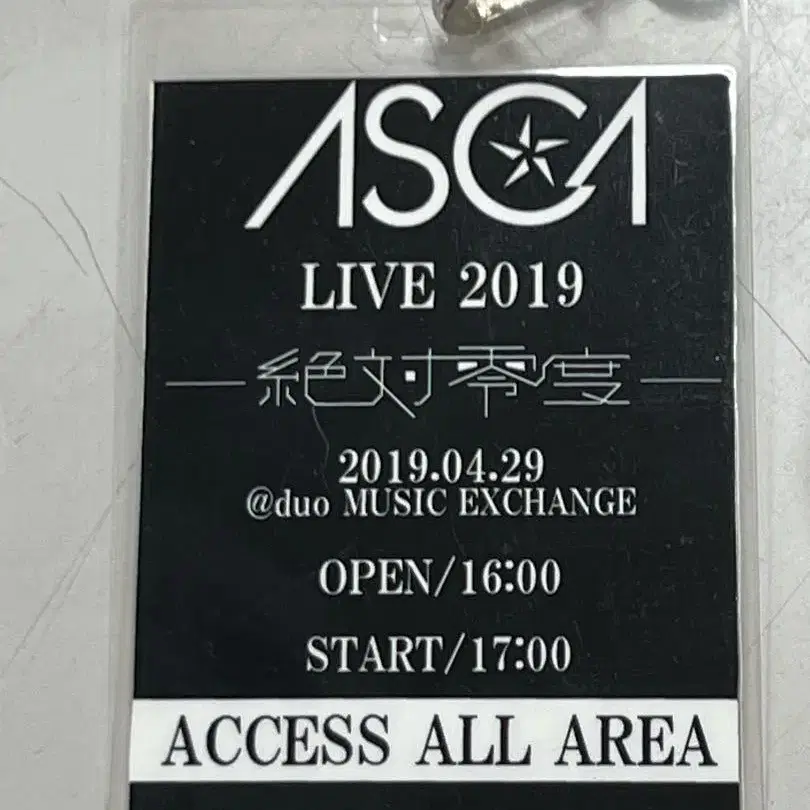 ASCA
LIVE 2019
—絶対零度—
2019.04.29
@duo MUSIC EXCHANGE
OPEN/16:00
START/17:00
ACCESS ALL AREA